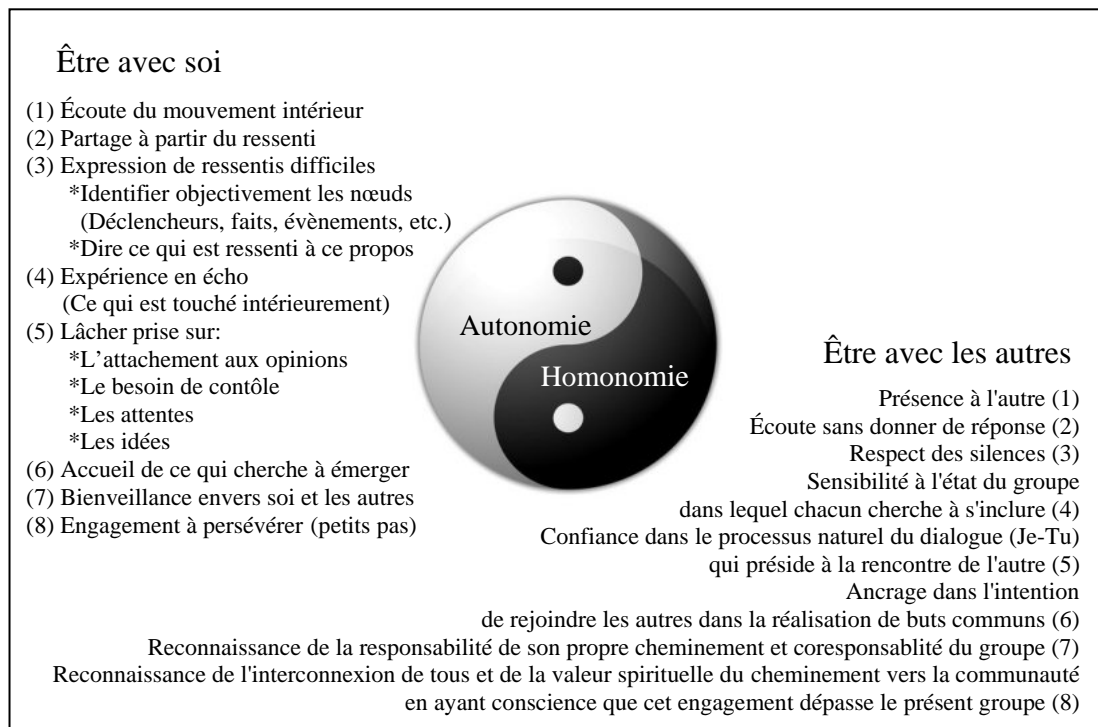 Être avec soi
(1) Écoute du mouvement intérieur
(2) Partage à partir du ressenti
(3) Expression de ressentis difficiles
*Identifier objectivement les nœuds
(Déclencheurs, faits, évènements, etc.)
*Dire ce qui est ressenti à ce propos
(4) Expérience en écho
(Ce qui est touché intérieurement)
(5) Lâcher prise sur:
*L'attachement aux opinions
*Le besoin de contôle
*Les attentes
*Les idées
(6) Accueil de ce qui cherche à émerger
(7) Bienveillance envers soi et les autres
(8) Engagement à persévérer (petits pas)
Autonomie
Homonomie
Être avec les autres
Présence à l'autre (1)
Écoute sans donner de réponse (2)
Respect des silences (3)
Sensibilité à l'état du groupe
dans lequel chacun cherche à s'inclure (4)
Confiance dans le processus naturel du dialogue (Je-Tu)
qui préside à la rencontre de l'autre (5)
Ancrage dans l'intention
de rejoindre les autres dans la réalisation de buts communs (6)
Reconnaissance de la responsabilité de son propre cheminement et coresponsablité du groupe (7)
Reconnaissance de l'interconnexion de tous et de la valeur spirituelle du cheminement vers la communauté
en ayant conscience que cet engagement dépasse le présent groupe (8)